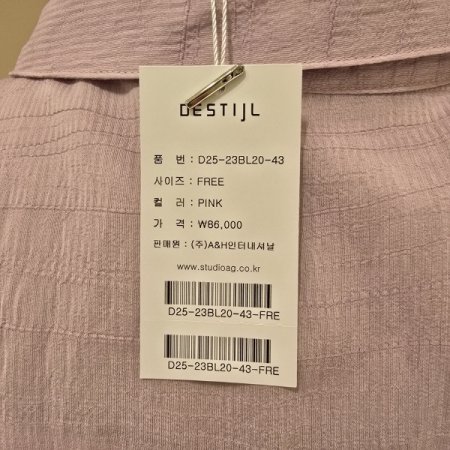 DESTIJL
품 번 : D25-23BL20-43
사이즈 : FREE
컬 러 : PINK
가 격 : ₩86,000
판매원 : (주)A&H인터내셔날
www.studioag.co.kr
D25-23BL20-43-FRE
D25-23BL20-43-FRE